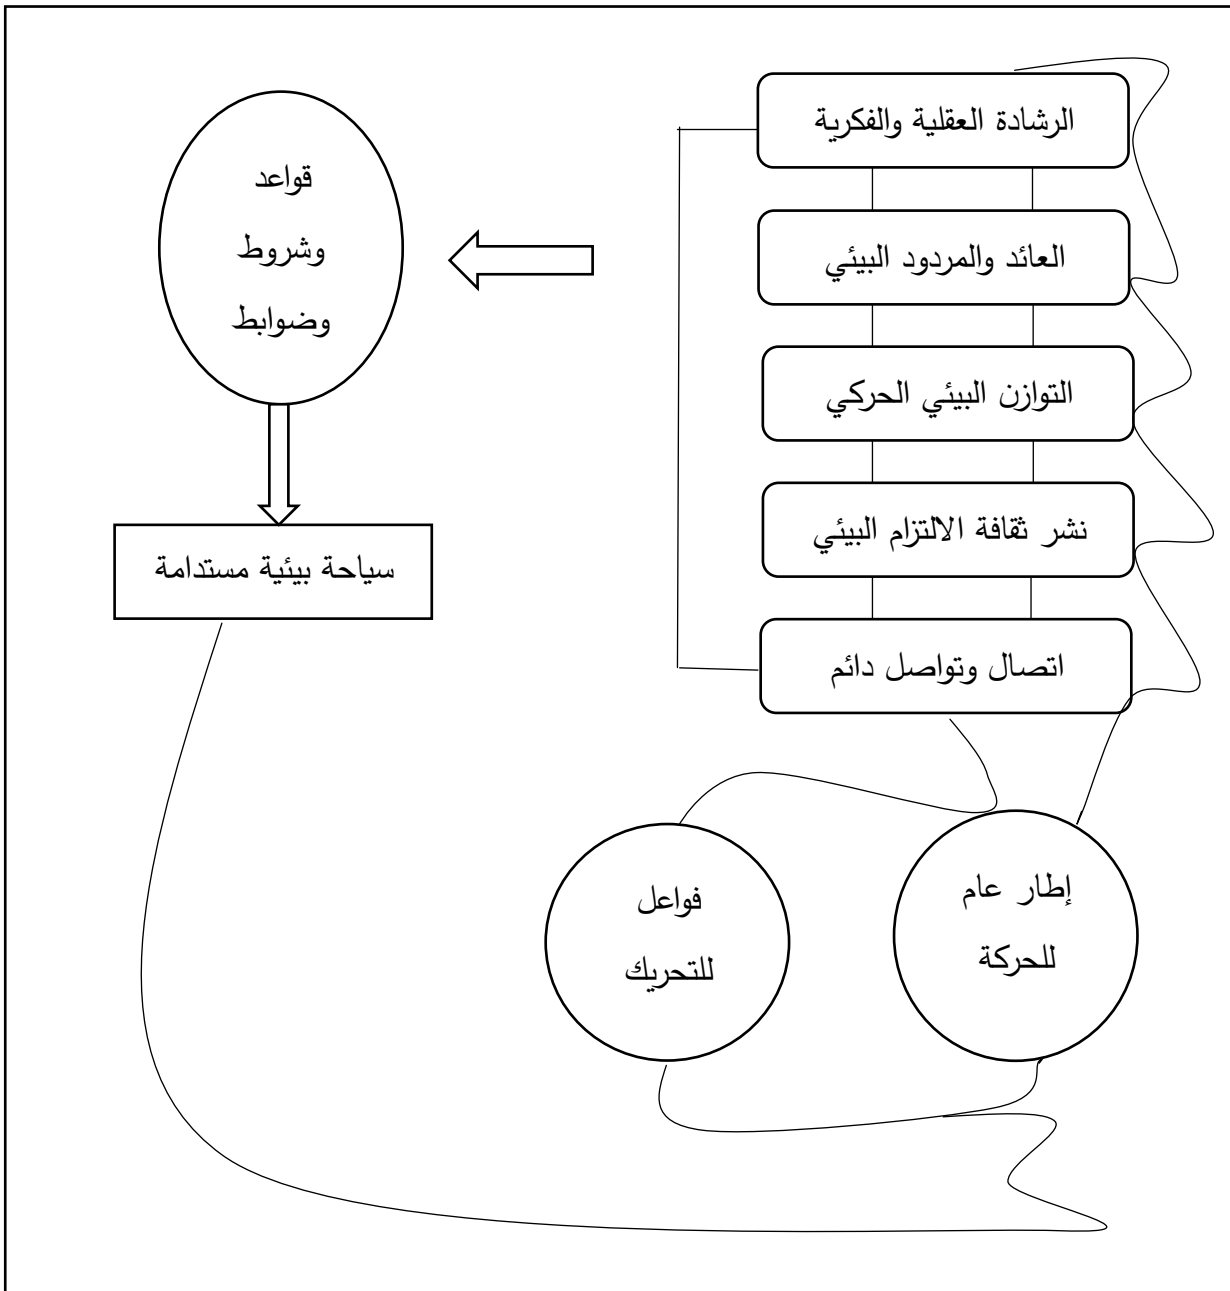 الرشادة العقلية والفكرية
العائد والمردود البيئي
التوازن البيئي الحركي
نشر ثقافة الالتزام البيئي
اتصال وتواصل دائم
قواعد
وشروط
وضوابط
سياحة بيئية مستدامة
إطار عام
للحركة
فواعل
للتحريك